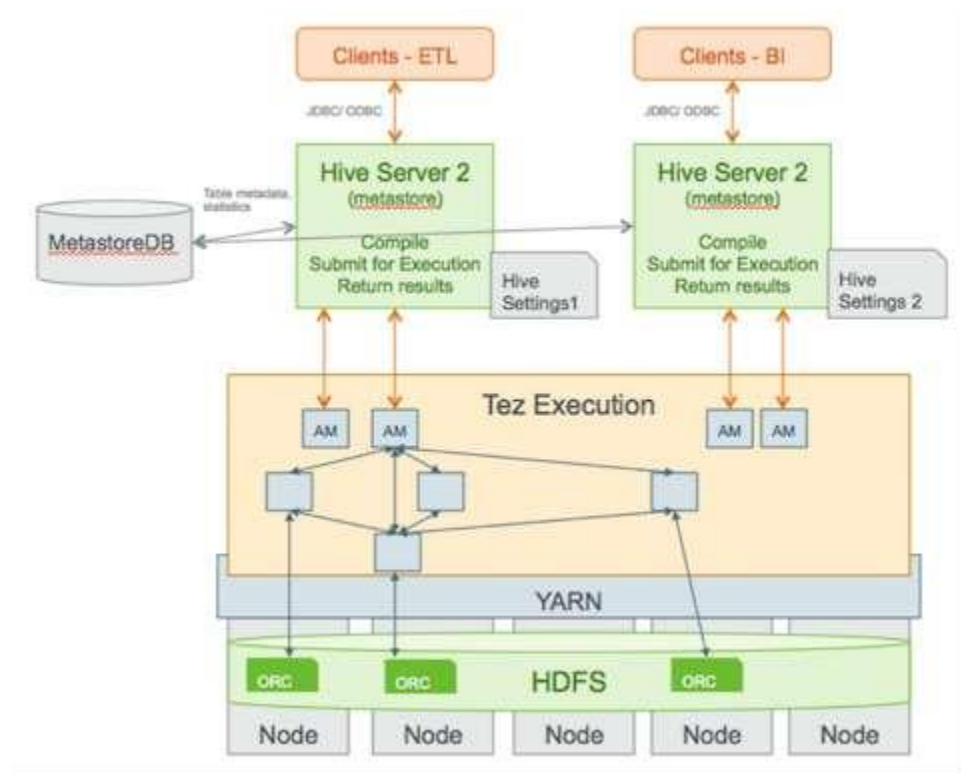 Clients - ETL
Clients - BI
JDBC/ ODBC
JDBC/ ODBC
Hive Server 2
(metastore)
Compile
Submit for Execution
Return results
Hive Server 2
(metastore)
Compile
Submit for Execution
Return results
Table metadata,
statistics
MetastoreDB
Hive
Settings1
Hive
Settings 2
Tez Execution
AM
AM
AM
AM
YARN
ORC
ORC
HDFS
ORC
Node
Node
Node
Node
Node